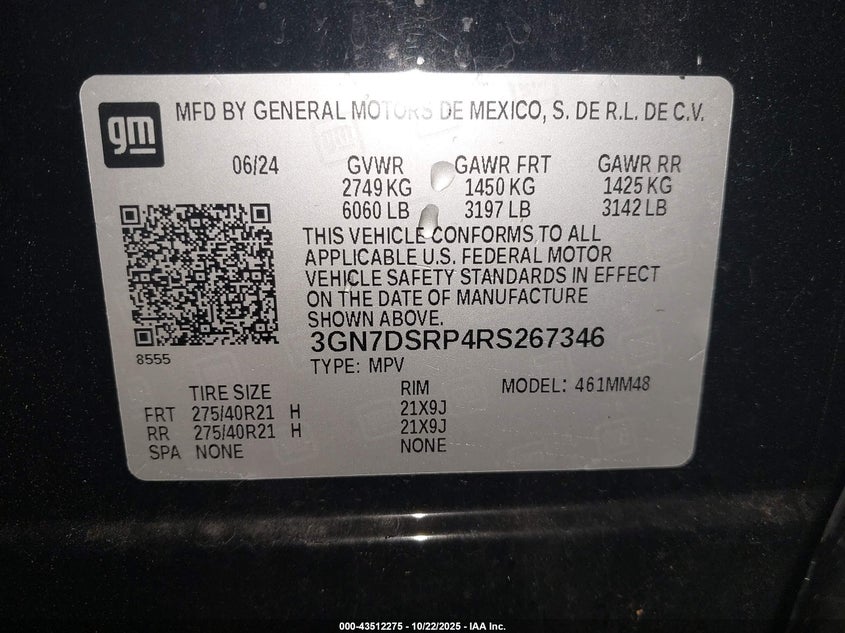 gm
MFD BY GENERAL MOTORS DE MEXICO, S. DE R.L. DE C.V.
06/24 GVWR GAWR FRT GAWR RR
2749 KG 1450 KG 1425 KG
6060 LB 3197 LB 3142 LB
THIS VEHICLE CONFORMS TO ALL
APPLICABLE U.S. FEDERAL MOTOR
VEHICLE SAFETY STANDARDS IN EFFECT
ON THE DATE OF MANUFACTURE
SHOWN ABOVE.
3GN7DSRP4RS267346
8555
TYPE: MPV
TIRE SIZE RIM MODEL: 461MM48
FRT 275/40R21 H 21X9J
RR 275/40R21 H 21X9J
SPA NONE NONE
000-43512275 - 10/22/2025 - IAA Inc.